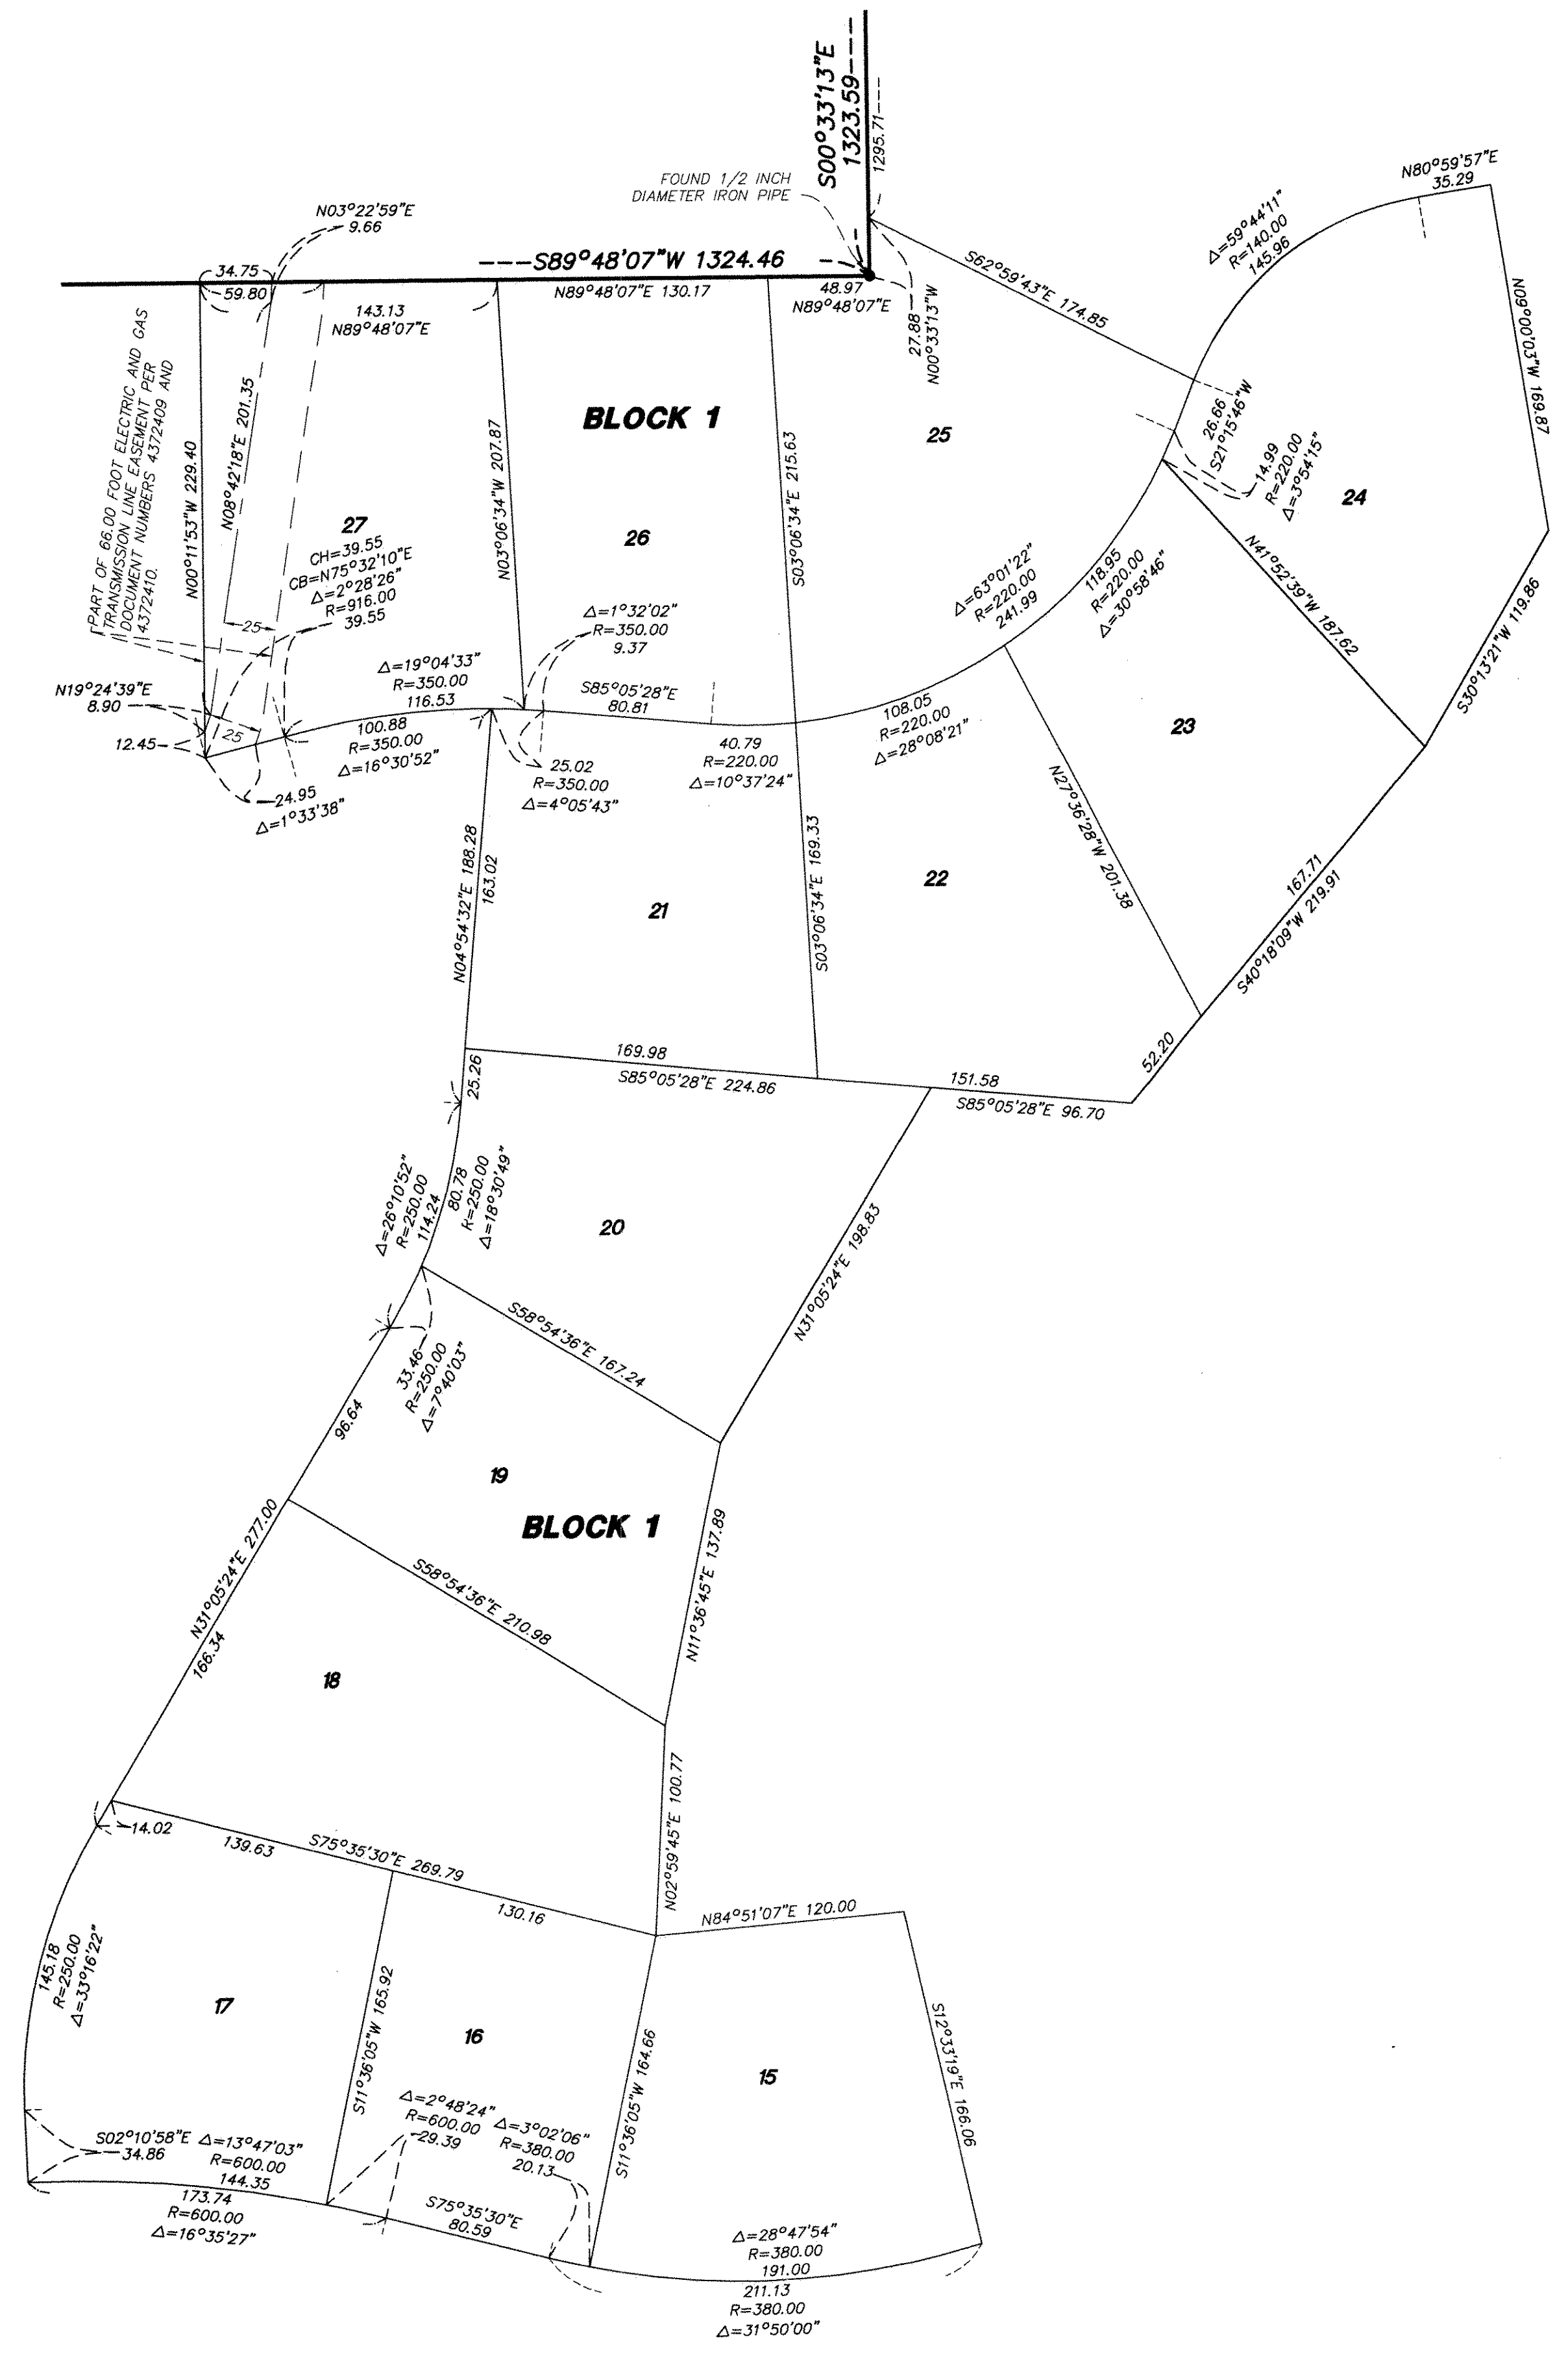 S00°33'13"E
1323.59
1295.71
FOUND 1/2 INCH
DIAMETER IRON PIPE
N80°59'57"E
35.29
Δ=59°44'11"
R=140.00
145.96
N03°22'59"E
9.66
---S89°48'07"W 1324.46
34.75
59.80
143.13
N89°48'07"E
N89°48'07"E 130.17
48.97
N89°48'07"E
27.88
N00°33'13"W
S62°59'43"E 174.85
N09°00'03"W 169.87
PART OF 66.00 FOOT ELECTRIC AND GAS
TRANSMISSION LINE EASEMENT PER
DOCUMENT NUMBERS 4372409 AND
4372410.
N00°11'53"W 229.40
N08°42'18"E 201.35
BLOCK 1
25
26.66
S21°15'46"W
14.99
R=220.00
Δ=3°54'15"
24
N03°06'34"W 207.87
S03°06'34"E 215.63
27
CH=39.55
CB=N75°32'10"E
Δ=2°28'26"
R=916.00
39.55
26
25
Δ=63°01'22"
R=220.00
241.99
118.95
R=220.00
Δ=30°58'46"
N41°52'39"W 187.62
S30°13'21"W 119.86
Δ=1°32'02"
R=350.00
9.37
N19°24'39"E
8.90
12.45
25
Δ=19°04'33"
R=350.00
116.53
100.88
R=350.00
Δ=16°30'52"
S85°05'28"E
80.81
40.79
R=220.00
Δ=10°37'24"
108.05
R=220.00
Δ=28°08'21"
23
24.95
Δ=1°33'38"
25.02
R=350.00
Δ=4°05'43"
N04°54'32"E 188.28
163.02
S03°06'34"E 169.33
N27°36'28"W 201.38
22
21
167.71
S40°18'09"W 219.91
52.20
169.98
S85°05'28"E 224.86
151.58
S85°05'28"E 96.70
25.26
Δ=26°10'52"
R=250.00
114.24
80.78
R=250.00
Δ=18°30'49"
20
N31°05'24"E 198.83
S58°54'36"E 167.24
33.46
R=250.00
Δ=7°40'03"
96.64
19
BLOCK 1
N31°05'24"E 277.00
166.34
S58°54'36"E 210.98
N11°36'45"E 137.89
18
N02°59'45"E 100.77
14.02
139.63
S75°35'30"E 269.79
130.16
N84°51'07"E 120.00
145.18
R=250.00
Δ=33°16'22"
17
S11°36'05"W 165.92
16
S11°36'05"W 164.66
15
S12°33'19"E 166.06
S02°10'58"E
34.86
Δ=13°47'03"
R=600.00
144.35
173.74
R=600.00
Δ=16°35'27"
Δ=2°48'24"
R=600.00
29.39
Δ=3°02'06"
R=380.00
20.13
S75°35'30"E
80.59
Δ=28°47'54"
R=380.00
191.00
211.13
R=380.00
Δ=31°50'00"